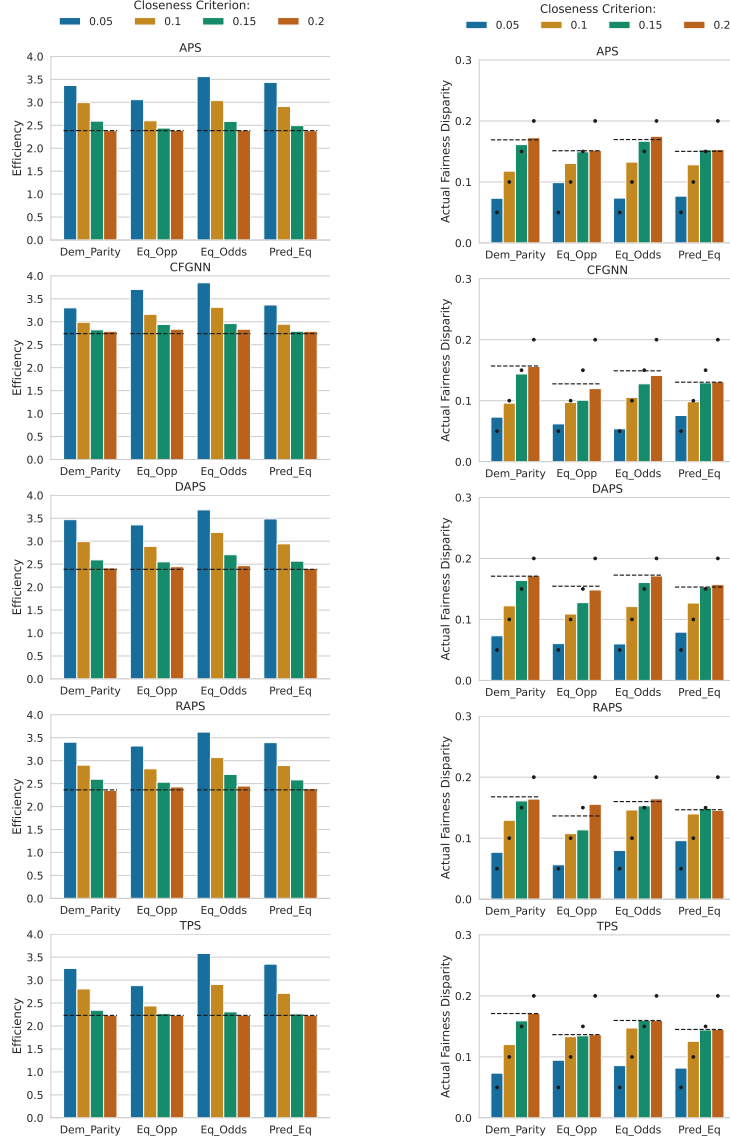 Closeness Criterion:
0.05 0.1 0.15 0.2
APS
Efficiency
4.0
3.5
3.0
2.5
2.0
1.5
1.0
0.5
0.0
Dem_Parity Eq_Opp Eq_Odds Pred_Eq
CFGNN
Efficiency
4.0
3.5
3.0
2.5
2.0
1.5
1.0
0.5
0.0
Dem_Parity Eq_Opp Eq_Odds Pred_Eq
DAPS
Efficiency
4.0
3.5
3.0
2.5
2.0
1.5
1.0
0.5
0.0
Dem_Parity Eq_Opp Eq_Odds Pred_Eq
RAPS
Efficiency
4.0
3.5
3.0
2.5
2.0
1.5
1.0
0.5
0.0
Dem_Parity Eq_Opp Eq_Odds Pred_Eq
TPS
Efficiency
4.0
3.5
3.0
2.5
2.0
1.5
1.0
0.5
0.0
Dem_Parity Eq_Opp Eq_Odds Pred_Eq
Closeness Criterion:
0.05 0.1 0.15 0.2
APS
Actual Fairness Disparity
0.3
0.2
0.1
0.0
Dem_Parity Eq_Opp Eq_Odds Pred_Eq
CFGNN
Actual Fairness Disparity
0.3
0.2
0.1
0.0
Dem_Parity Eq_Opp Eq_Odds Pred_Eq
DAPS
Actual Fairness Disparity
0.3
0.2
0.1
0.0
Dem_Parity Eq_Opp Eq_Odds Pred_Eq
RAPS
Actual Fairness Disparity
0.3
0.2
0.1
0.0
Dem_Parity Eq_Opp Eq_Odds Pred_Eq
TPS
Actual Fairness Disparity
0.3
0.2
0.1
0.0
Dem_Parity Eq_Opp Eq_Odds Pred_Eq